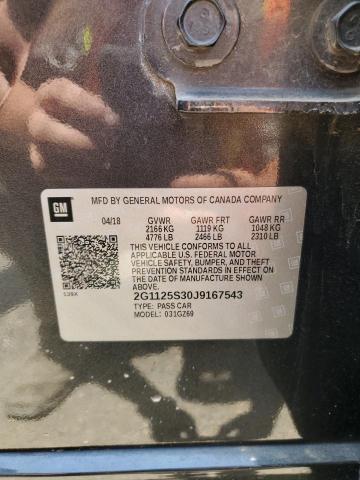 GM
MFD BY GENERAL MOTORS OF CANADA COMPANY
04/18 GVWR GAWR FRT GAWR RR
2166 KG 1119 KG 1048 KG
4776 LB 2466 LB 2310 LB
THIS VEHICLE CONFORMS TO ALL
APPLICABLE U.S. FEDERAL MOTOR
VEHICLE SAFETY, BUMPER, AND THEFT
PREVENTION STANDARDS IN EFFECT ON
THE DATE OF MANUFACTURE SHOWN
ABOVE.
2G1125S30J9167543
TYPE: PASS CAR
MODEL: 031GZ69